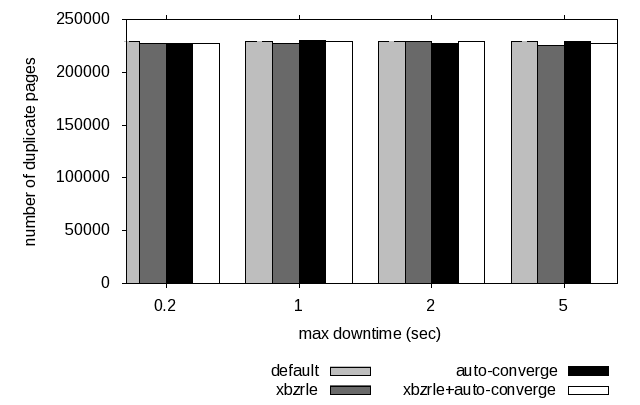 250000
200000
150000
100000
50000
0
number of duplicate pages
0.2 1 2 5
max downtime (sec)
default auto-converge
xbzrle xbzrle+auto-converge